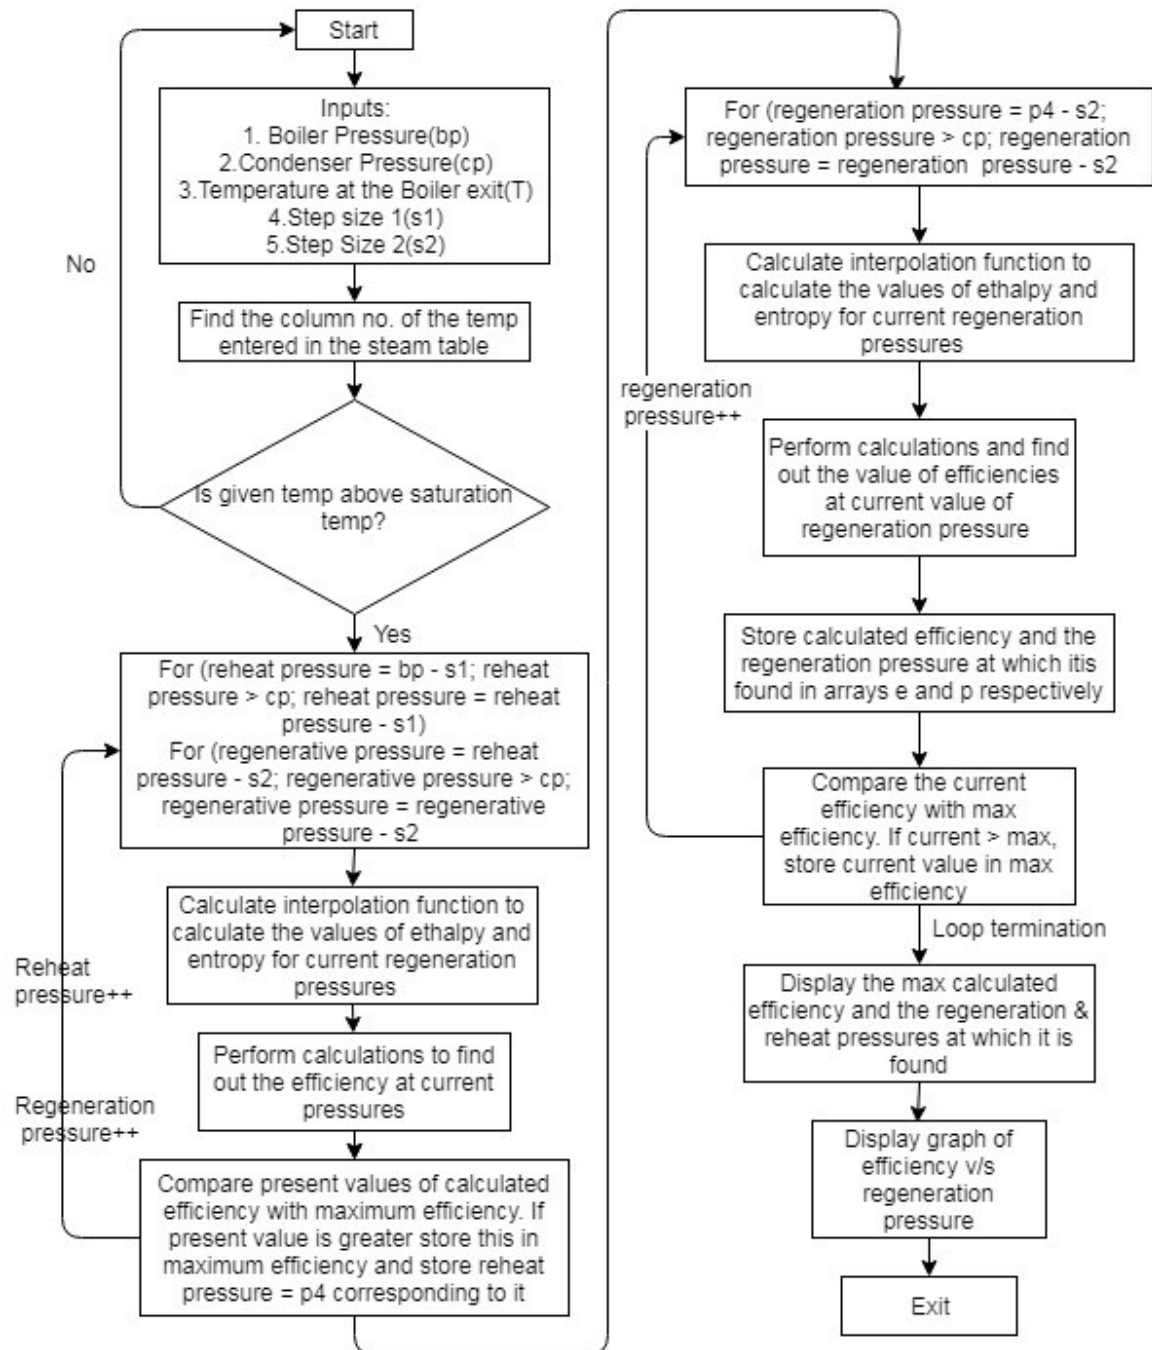 Start
Inputs:
1. Boiler Pressure(bp)
2.Condenser Pressure(cp)
3.Temperature at the Boiler exit(T)
4.Step size 1(s1)
5.Step Size 2(s2)
No
Find the column no. of the temp
entered in the steam table
Is given temp above saturation
temp?
Yes
For (reheat pressure = bp - s1; reheat
pressure > cp; reheat pressure = reheat
pressure - s1)
For (regenerative pressure = reheat
pressure - s2; regenerative pressure > cp;
regenerative pressure = regenerative
pressure - s2
Calculate interpolation function to
calculate the values of ethalpy and
entropy for current regeneration
pressures
Reheat
pressure++
Perform calculations to find
out the efficiency at current
pressures
Regeneration
pressure++
Compare present values of calculated
efficiency with maximum efficiency. If
present value is greater store this in
maximum efficiency and store reheat
pressure = p4 corresponding to it
For (regeneration pressure = p4 - s2;
regeneration pressure > cp; regeneration
pressure = regeneration pressure - s2
Calculate interpolation function to
calculate the values of ethalpy and
entropy for current regeneration
pressures
regeneration
pressure++
Perform calculations and find
out the value of efficiencies
at current value of
regeneration pressure
Store calculated efficiency and the
regeneration pressure at which itis
found in arrays e and p respectively
Compare the current
efficiency with max
efficiency. If current > max,
store current value in max
efficiency
Loop termination
Display the max calculated
efficiency and the regeneration &
reheat pressures at which it is
found
Display graph of
efficiency v/s
regeneration
pressure
Exit